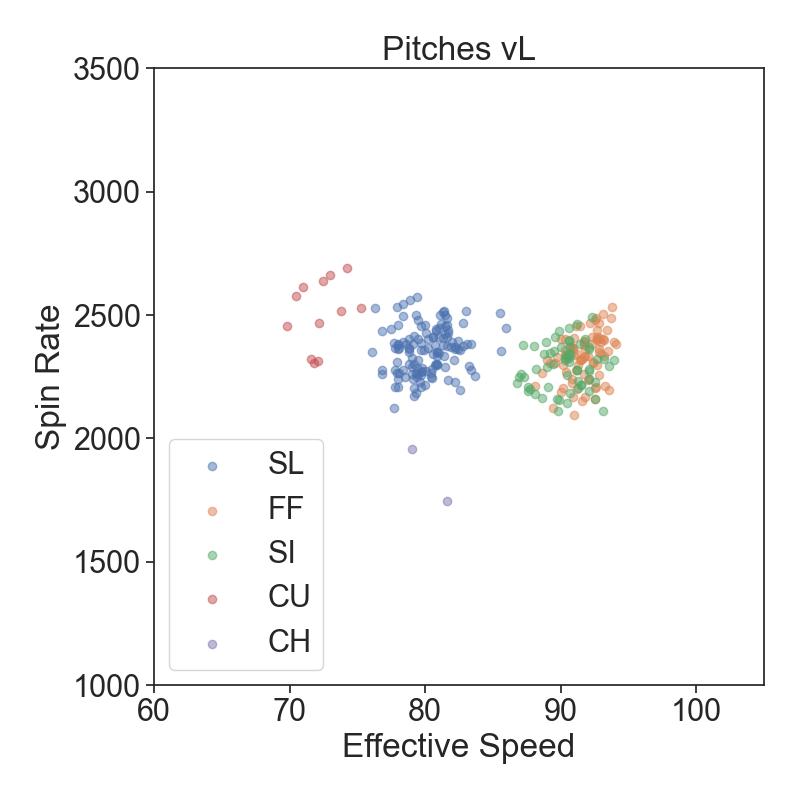 Pitches vL
3500
3000
2500
2000
1500
1000
Spin Rate
SL
FF
SI
CU
CH
60 70 80 90 100
Effective Speed